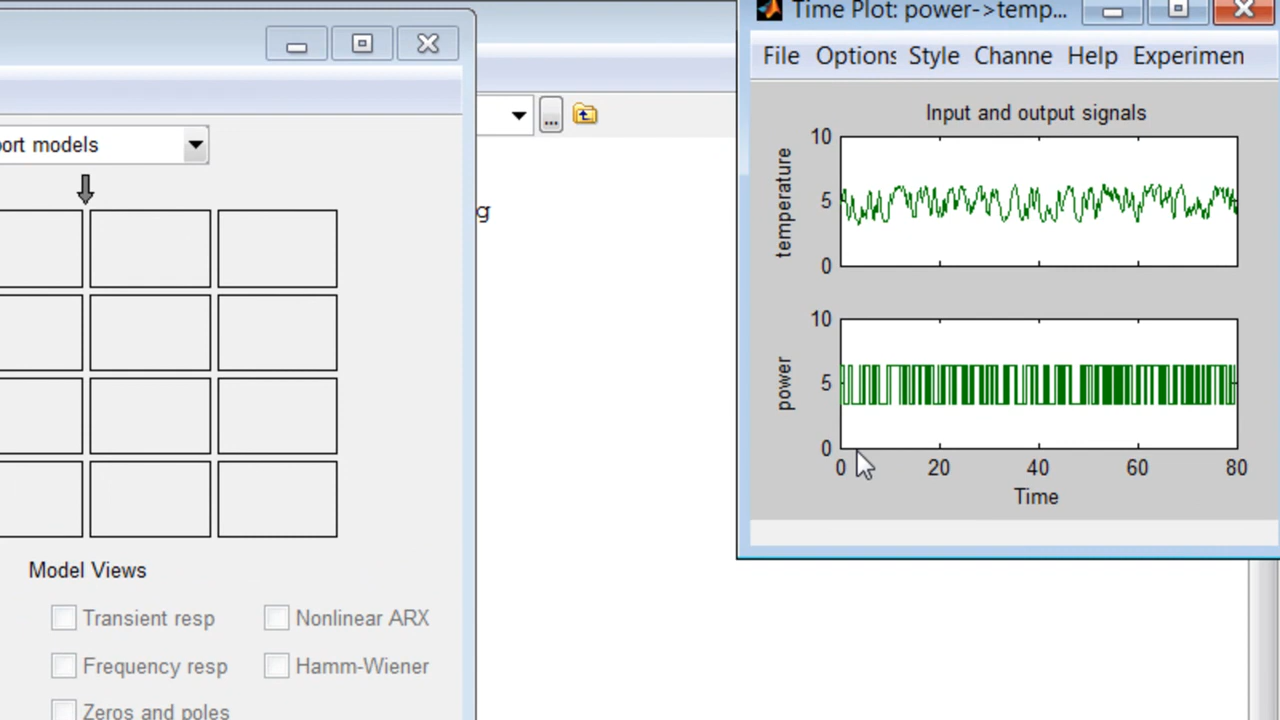 Time Plot: power->temp...
File Options Style Channe Help Experimen
...
ort models
g
Input and output signals
10
5
0
temperature
10
5
0
power
0 20 40 60 80
Time
Model Views
Transient resp Nonlinear ARX
Frequency resp Hamm-Wiener
Zeros and poles